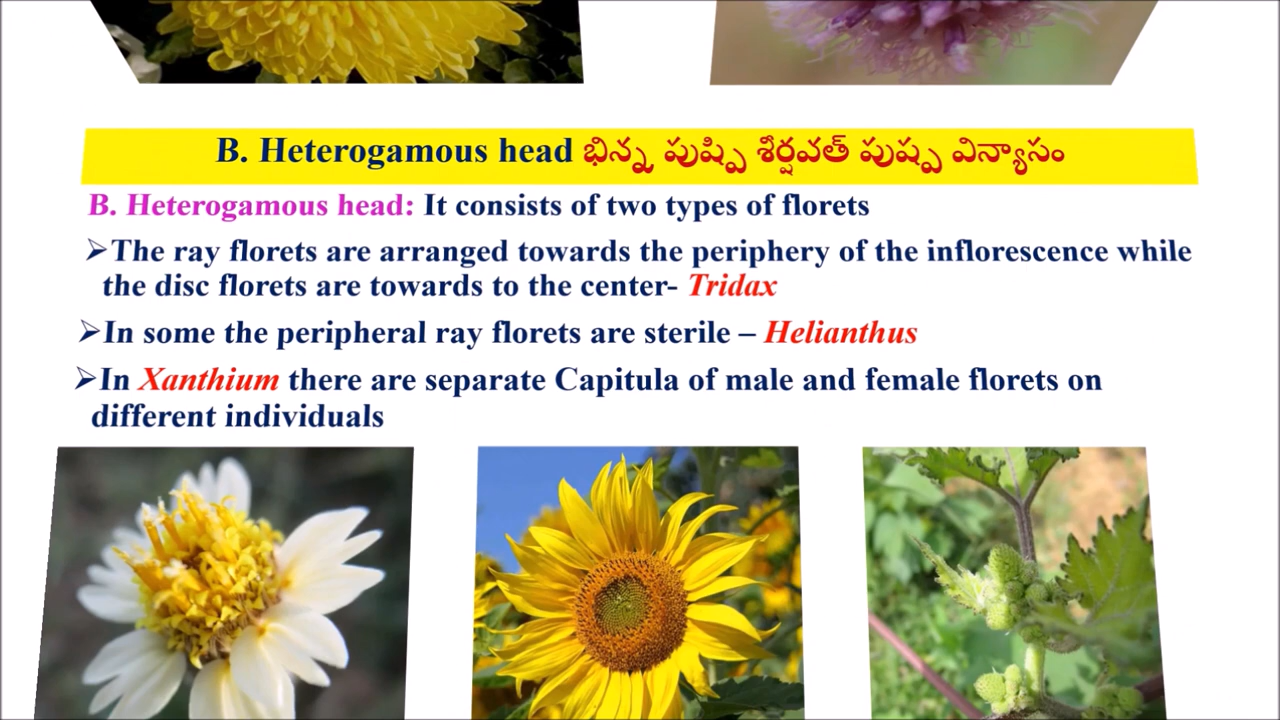 B. Heterogamous head భిన్న పుష్పి శీర్షవత్ పుష్ప విన్యాసం
B. Heterogamous head: It consists of two types of florets
➢The ray florets are arranged towards the periphery of the inflorescence while
the disc florets are towards to the center- Tridax
➢In some the peripheral ray florets are sterile – Helianthus
➢In Xanthium there are separate Capitula of male and female florets on
different individuals